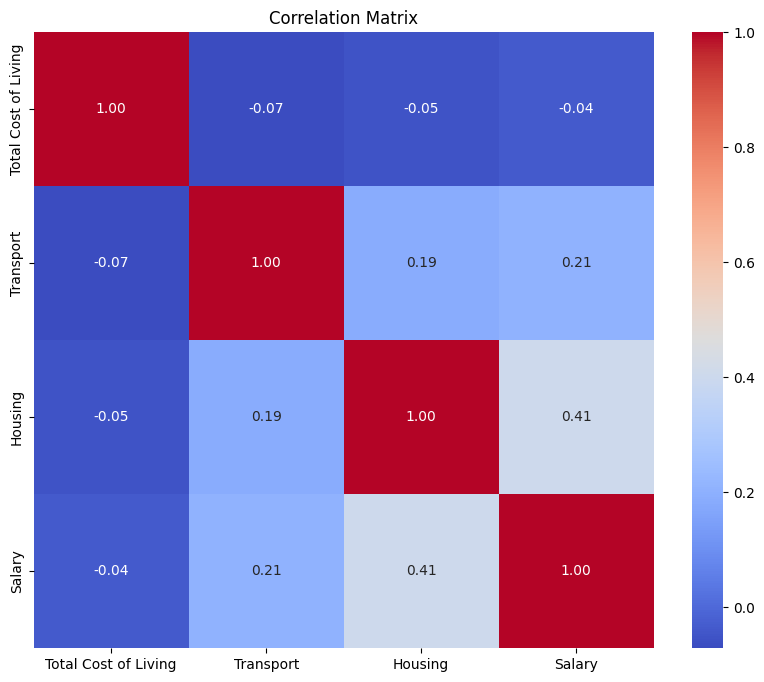 Correlation Matrix
Total Cost of Living 1.00 -0.07 -0.05 -0.04
Transport -0.07 1.00 0.19 0.21
Housing -0.05 0.19 1.00 0.41
Salary -0.04 0.21 0.41 1.00
Total Cost of Living Transport Housing Salary
1.0
0.8
0.6
0.4
0.2
0.0